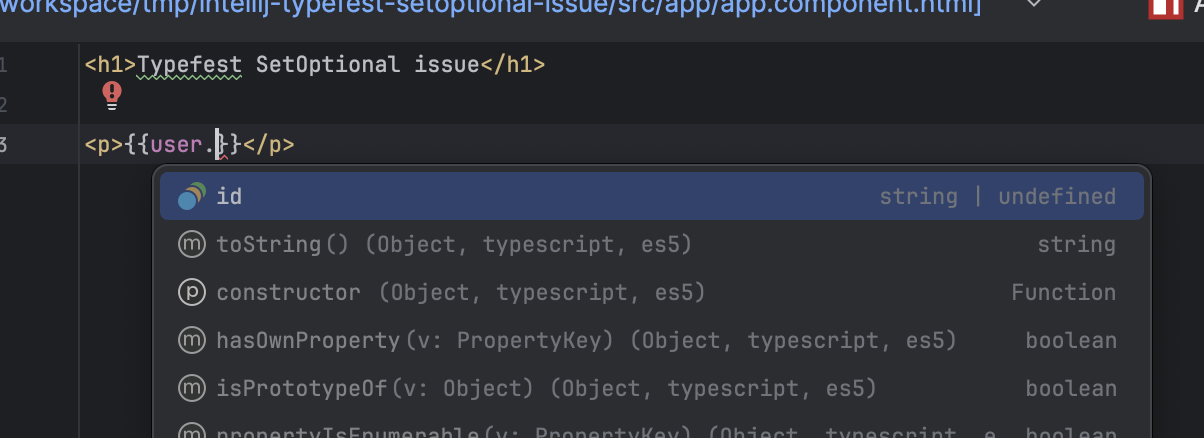 workspace/tmp/intellij-typefest-setoptional-issue/src/app/app.component.html]
1 <h1>Typefest SetOptional issue</h1>
2
3 <p>{{user.}}</p>
id string | undefined
m toString() (Object, typescript, es5) string
p constructor (Object, typescript, es5) Function
m hasOwnProperty(v: PropertyKey) (Object, typescript, es5) boolean
m isPrototypeOf(v: Object) (Object, typescript, es5) boolean
m propertyIsEnumerable(v: PropertyKey) (Object, typescript, e boolean